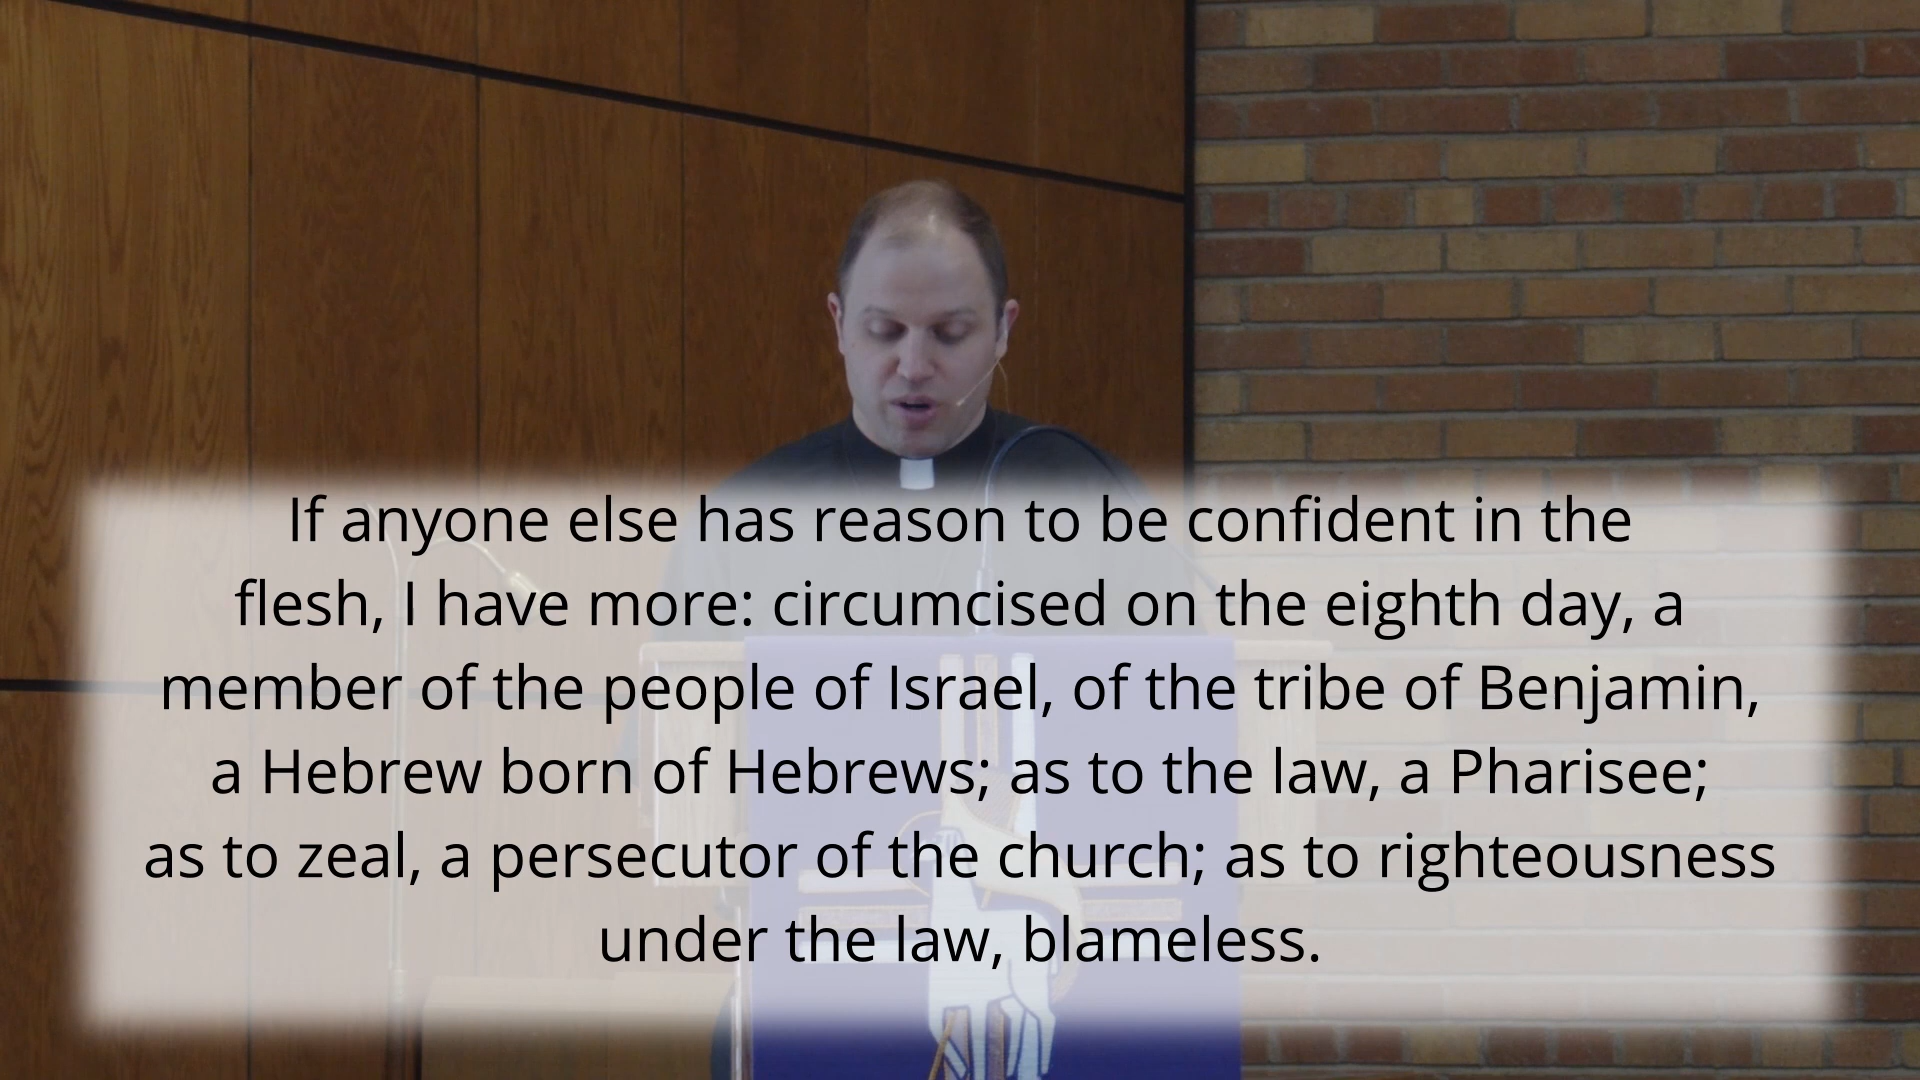 If anyone else has reason to be confident in the
flesh, I have more: circumcised on the eighth day, a
member of the people of Israel, of the tribe of Benjamin,
a Hebrew born of Hebrews; as to the law, a Pharisee;
as to zeal, a persecutor of the church; as to righteousness
under the law, blameless.